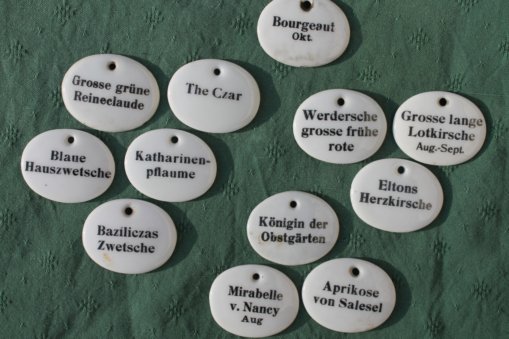 Bourgeaut
Okt.
Grosse grüne
Reineclaude
The Czar
Werdersche
grosse frühe
rote
Grosse lange
Lotkirsche
Aug.-Sept.
Blaue
Hauszwetsche
Katharinen-
pflaume
Eltons
Herzkirsche
Baziliczas
Zwetsche
Königin der
Obstgärten
Mirabelle
v. Nancy
Aug
Aprikose
von Salesel